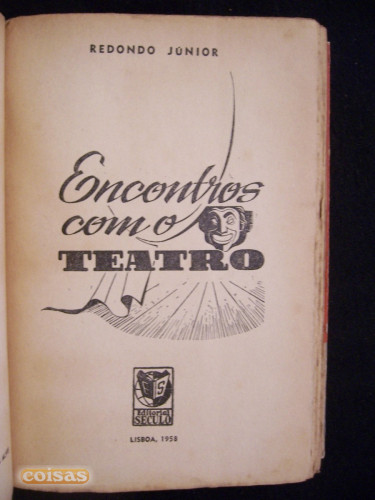 REDONDO JÚNIOR
Encontros
com o
TEATRO
Editorial
SÉCULO
LISBOA, 1958
coisas